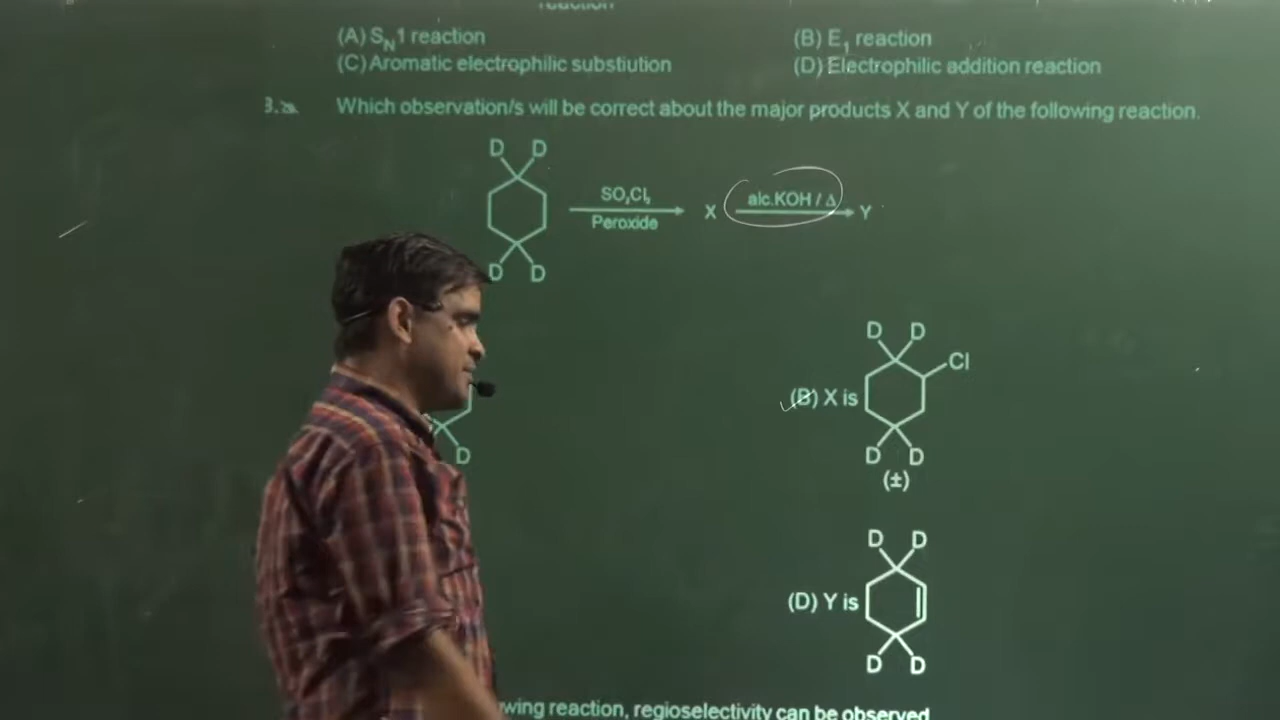 (A) SN1 reaction (B) E1 reaction
(C) Aromatic electrophilic substiution (D) Electrophilic addition reaction
3. Which observation/s will be correct about the major products X and Y of the following reaction.
D D
SO2Cl2
Peroxide
X
alc.KOH / Δ
Y
D D
D D
Cl
(B) X is
D
D D
(±)
D D
(D) Y is
D D
wing reaction, regioselectivity can be observed